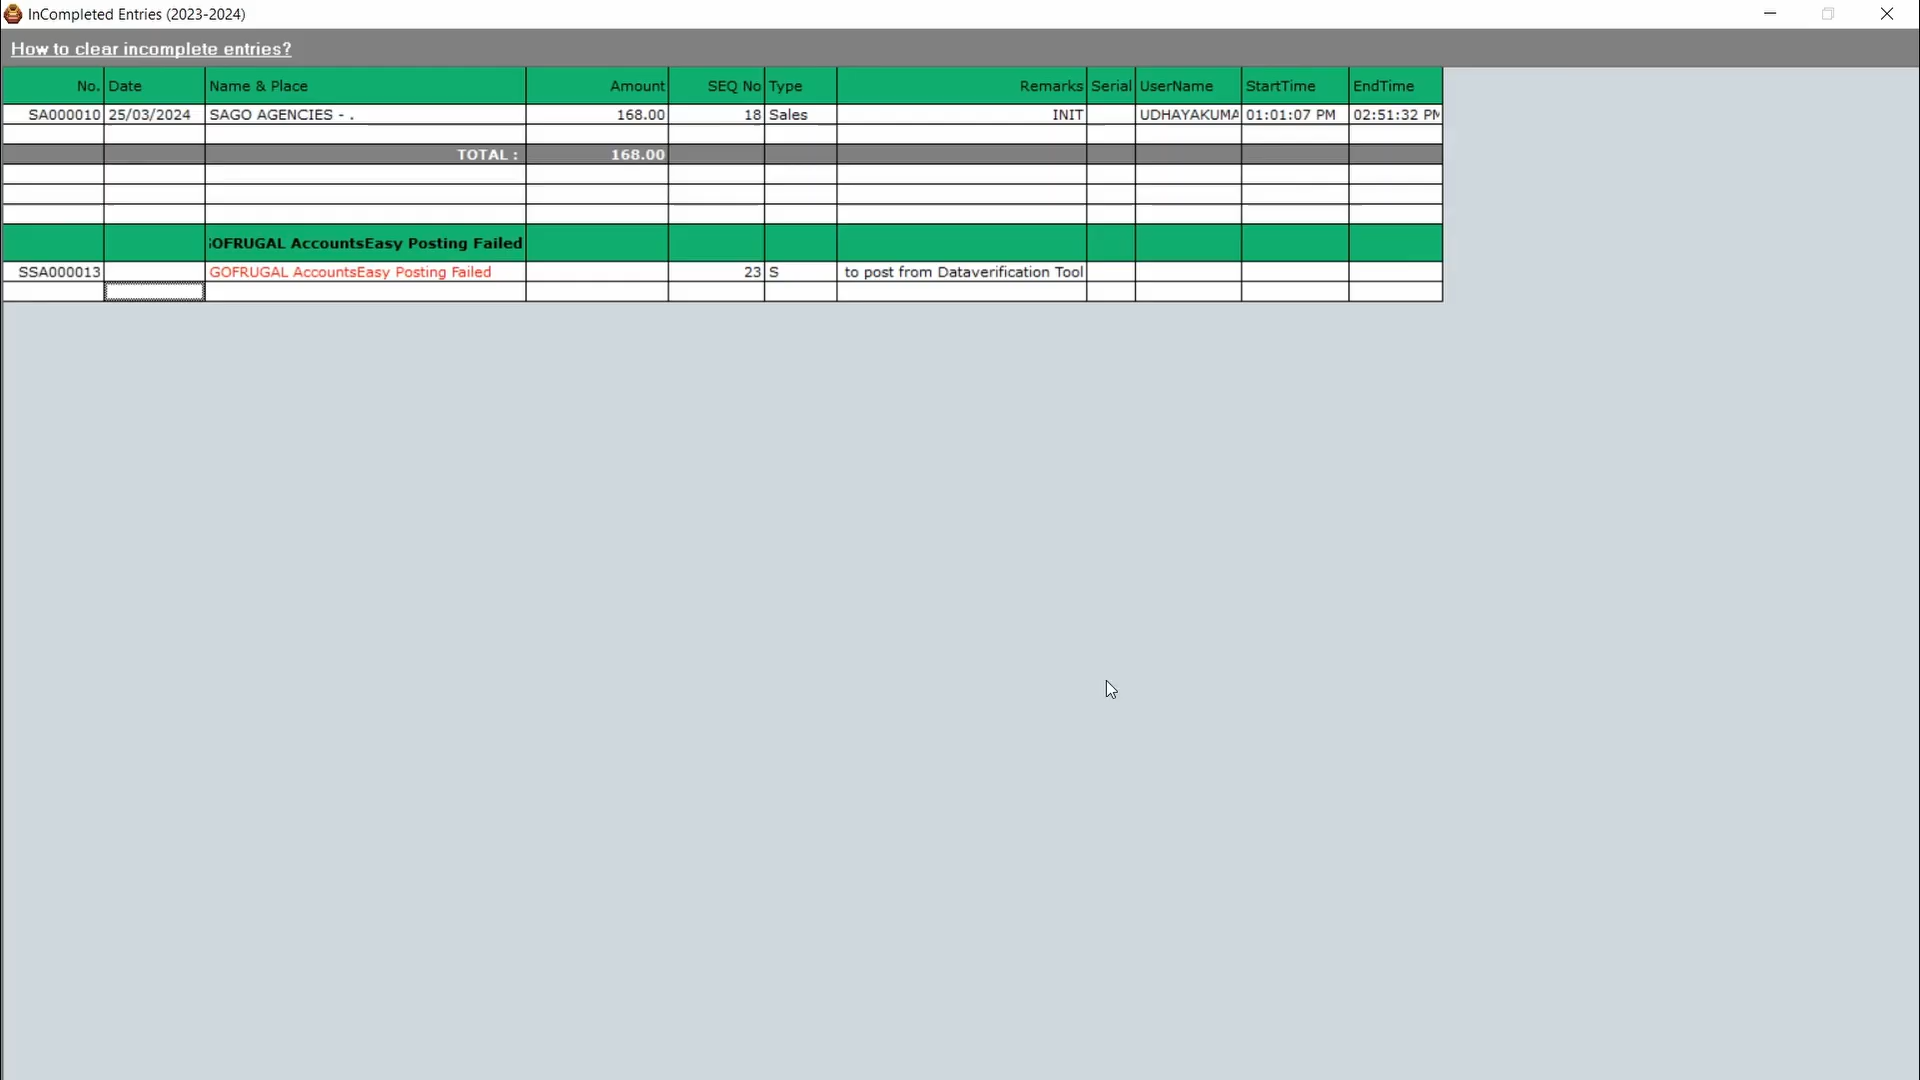 InCompleted Entries (2023-2024)
How to clear incomplete entries?
No. Date Name & Place Amount SEQ No Type Remarks Serial UserName StartTime EndTime
SA000010 25/03/2024 SAGO AGENCIES - . 168.00 18 Sales INIT UDHAYAKUMA 01:01:07 PM 02:51:32 PM
TOTAL : 168.00
OFRUGAL AccountsEasy Posting Failed
SSA000013 GOFRUGAL AccountsEasy Posting Failed 23 S to post from Dataverification Tool